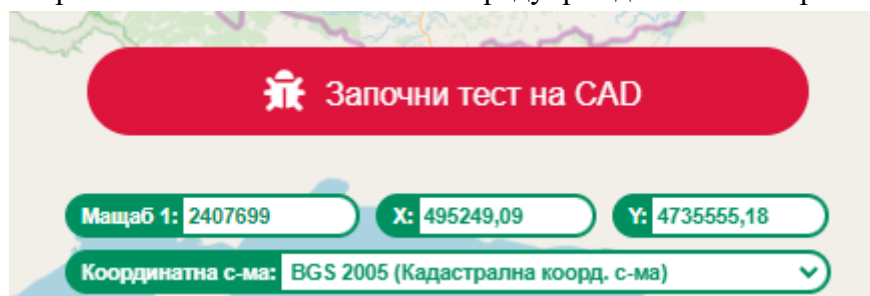 Започни тест на CAD
Мащаб 1: 2407699 X: 495249,09 Y: 4735555,18
Координатна с-ма: BGS 2005 (Кадастрална коорд. с-ма)